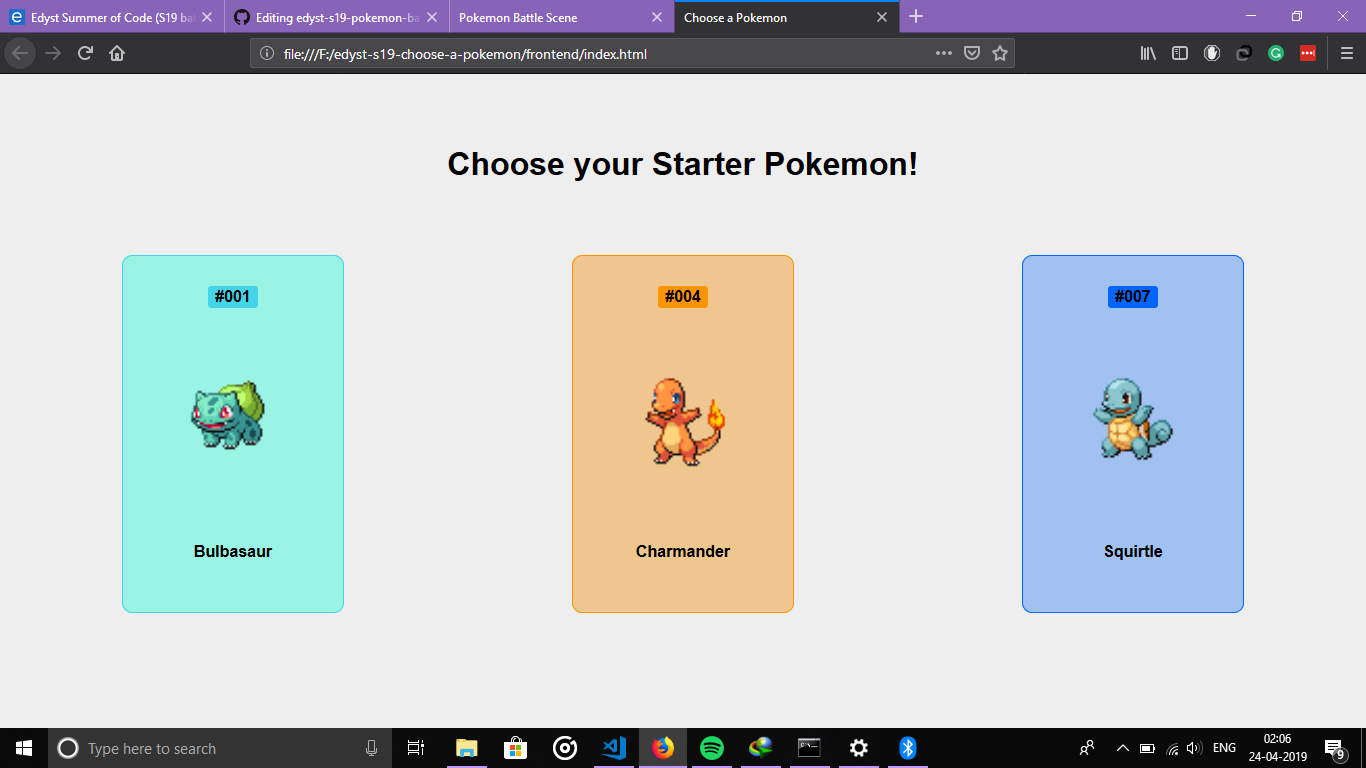 Edyst Summer of Code (S19 ba
Editing edyst-s19-pokemon-ba
Pokemon Battle Scene
Choose a Pokemon
file:///F:/edyst-s19-choose-a-pokemon/frontend/index.html
Choose your Starter Pokemon!
#001
#004
#007
Bulbasaur
Charmander
Squirtle
Type here to search
ENG
02:06
24-04-2019
9